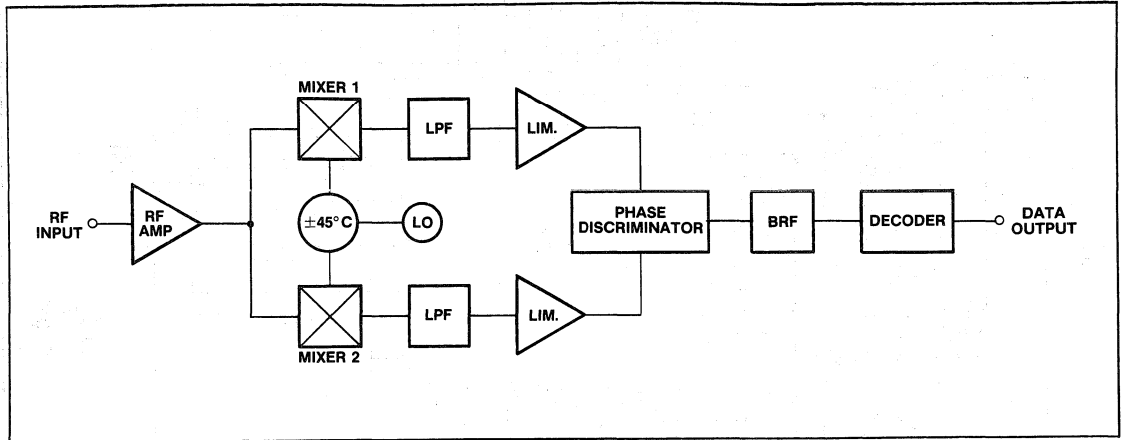 MIXER 1
LPF
LIM.
RF
INPUT
RF
AMP
±45°C
LO
PHASE
DISCRIMINATOR
BRF
DECODER
DATA
OUTPUT
LPF
LIM.
MIXER 2